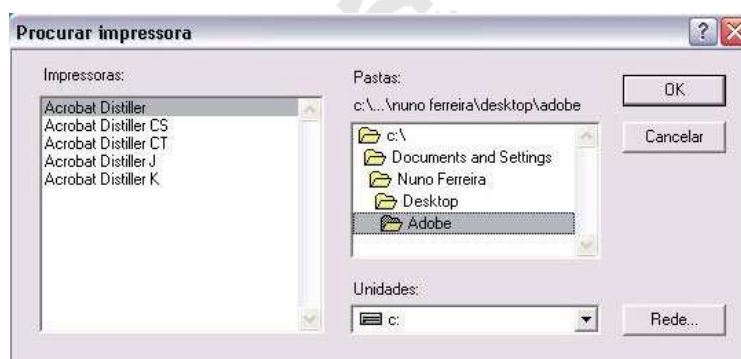 Procurar impressora
Impressoras:
Acrobat Distiller
Acrobat Distiller CS
Acrobat Distiller CT
Acrobat Distiller J
Acrobat Distiller K
Pastas:
c:\...\nuno ferreira\desktop\adobe
c:\
Documents and Settings
Nuno Ferreira
Desktop
Adobe
Unidades:
c:
OK
Cancelar
Rede...